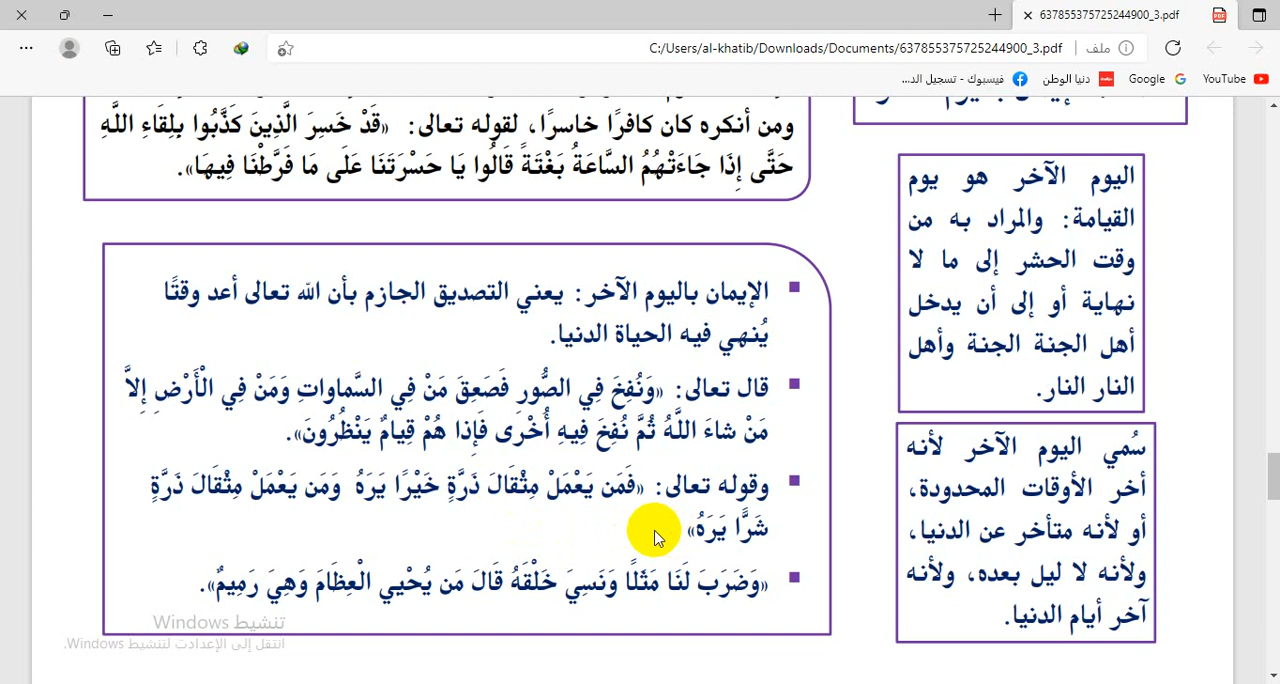 637855375725244900_3.pdf
C:/Users/al-khatib/Downloads/Documents/637855375725244900_3.pdf
ملف
YouTube
Google
دنيا الوطن
فيسبوك - تسجيل الد...
ومن أنكره كان كافرًا خاسرًا، لقوله تعالى: «قَدْ خَسِرَ الَّذِينَ كَذَّبُوا بِلِقَاءِ اللَّهِ
حَتَّى إِذَا جَاءَتْهُمُ السَّاعَةُ بَغْتَةً قَالُوا يَا حَسْرَتَنَا عَلَى مَا فَرَّطْنَا فِيهَا».
اليوم الآخر هو يوم
القيامة: والمراد به من
وقت الحشر إلى ما لا
نهاية أو إلى أن يدخل
أهل الجنة الجنة وأهل
النار النار.
الإيمان باليوم الآخر: يعني التصديق الجازم بأن الله تعالى أعد وقتًا
يُنهي فيه الحياة الدنيا.
قال تعالى: «وَنُفِخَ فِي الصُّورِ فَصَعِقَ مَنْ فِي السَّماواتِ وَمَنْ فِي الْأَرْضِ إِلاَّ
مَنْ شاءَ اللَّهُ ثُمَّ نُفِخَ فِيهِ أُخْرى فَإِذا هُمْ قِيامٌ يَنْظُرُونَ».
وقوله تعالى: «فَمَن يَعْمَلْ مِثْقَالَ ذَرَّةٍ خَيْرًا يَرَهُ وَمَن يَعْمَلْ مِثْقَالَ ذَرَّةٍ
شَرًّا يَرَهُ»
«وَضَرَبَ لَنَا مَثَلًا وَنَسِيَ خَلْقَهُ قَالَ مَن يُحْيي الْعِظَامَ وَهِيَ رَمِيمٌ».
سُمي اليوم الآخر لأنه
أخر الأوقات المحدودة،
أو لأنه متأخر عن الدنيا،
ولأنه لا ليل بعده، ولأنه
آخر أيام الدنيا.
تنشيط Windows
انتقل إلى الإعدادات لتنشيط Windows.